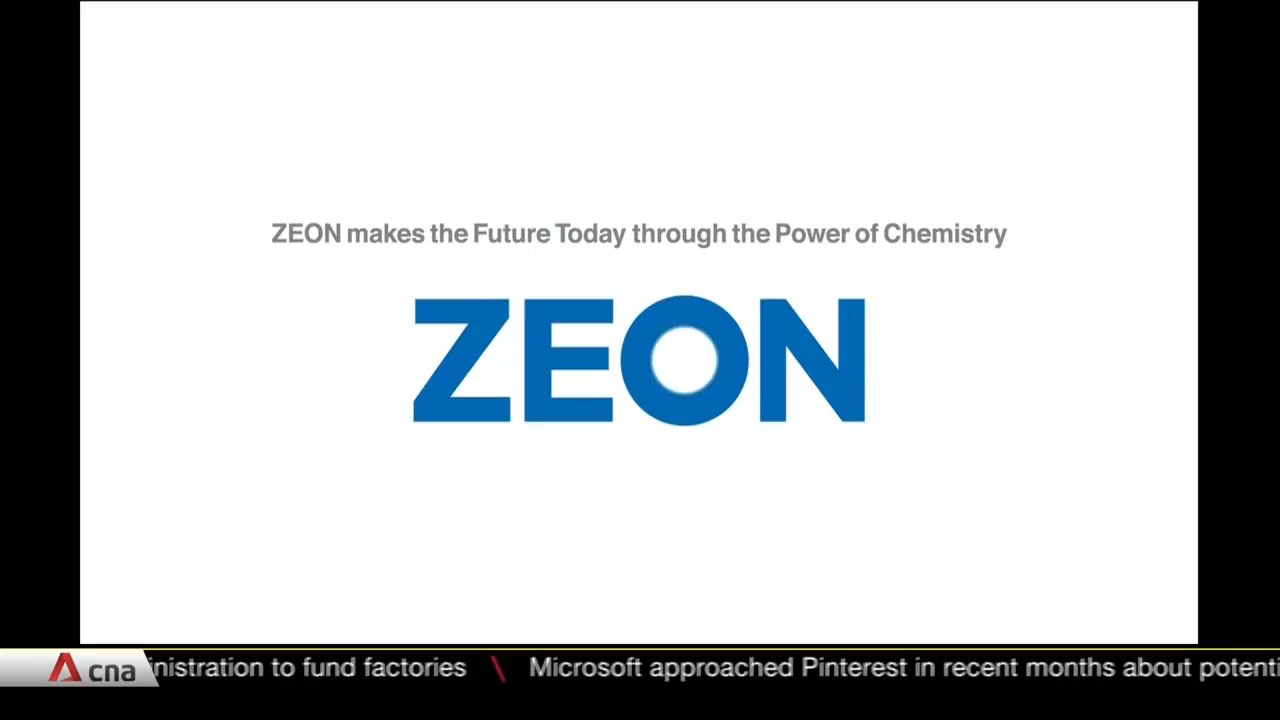 ZEON makes the Future Today through the Power of Chemistry
ZEON
cna
inistration to fund factories \ Microsoft approached Pinterest in recent months about potenti